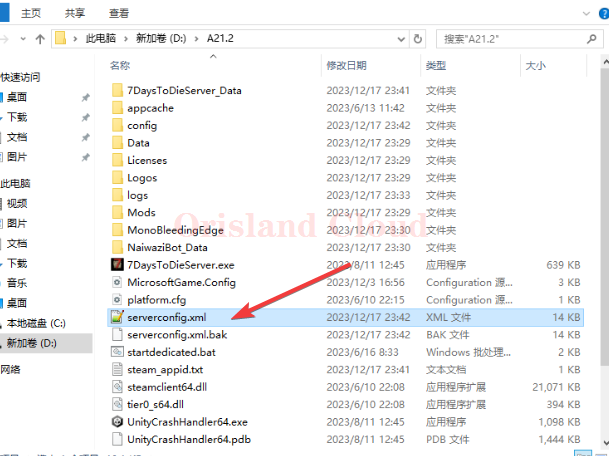 主页 共享 查看
此电脑 新加卷 (D:) A21.2 搜索"A21.2"
名称 修改日期 类型 大小
快速访问
桌面
下载
文档
图片
此电脑
视频
图片
文档
下载
音乐
桌面
本地磁盘 (C:)
新加卷 (D:)
网络
7DaysToDieServer_Data 2023/12/17 23:41 文件夹
appcache 2023/6/13 11:42 文件夹
config 2023/12/17 23:42 文件夹
Data 2023/12/17 23:29 文件夹
Licenses 2023/12/17 23:29 文件夹
Logos 2023/12/17 23:29 文件夹
logs 2023/12/17 23:33 文件夹
Mods 2023/12/17 23:29 文件夹
MonoBleedingEdge 2023/12/17 23:30 文件夹
NaiwaziBot_Data 2023/12/17 23:30 文件夹
7DaysToDieServer.exe 2023/8/11 12:45 应用程序 639 KB
MicrosoftGame.Config 2023/12/3 16:56 Configuration 源... 3 KB
platform.cfg 2023/6/10 22:15 Configuration 源... 1 KB
serverconfig.xml 2023/12/17 23:42 XML 文件 14 KB
serverconfig.xml.bak 2023/12/17 23:42 BAK 文件 14 KB
startdedicated.bat 2023/6/16 8:33 Windows 批处理... 2 KB
steam_appid.txt 2023/12/17 23:42 文本文档 1 KB
steamclient64.dll 2023/6/10 22:08 应用程序扩展 21,071 KB
tier0_s64.dll 2023/6/10 22:08 应用程序扩展 394 KB
UnityCrashHandler64.exe 2023/8/11 12:45 应用程序 1,098 KB
UnityCrashHandler64.pdb 2023/8/11 12:45 PDB 文件 1,444 KB
Orisland Cloud